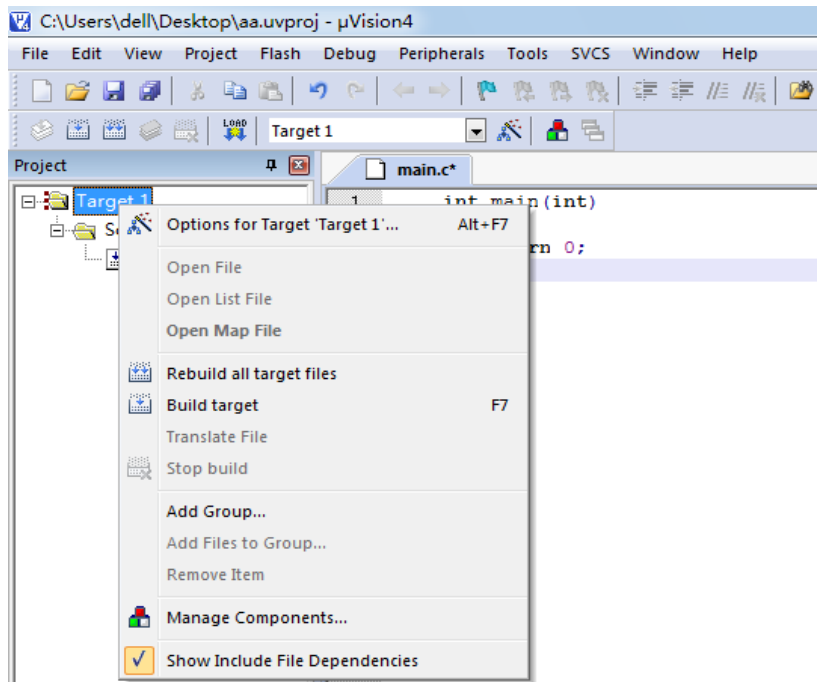 C:\Users\dell\Desktop\aa.uvproj - µVision4
File Edit View Project Flash Debug Peripherals Tools SVCS Window Help
LOAD Target 1
Project main.c*
Target 1 1 int main(int)
Options for Target 'Target 1'... Alt+F7
rn 0;
Open File
Open List File
Open Map File
Rebuild all target files
Build target F7
Translate File
Stop build
Add Group...
Add Files to Group...
Remove Item
Manage Components...
Show Include File Dependencies